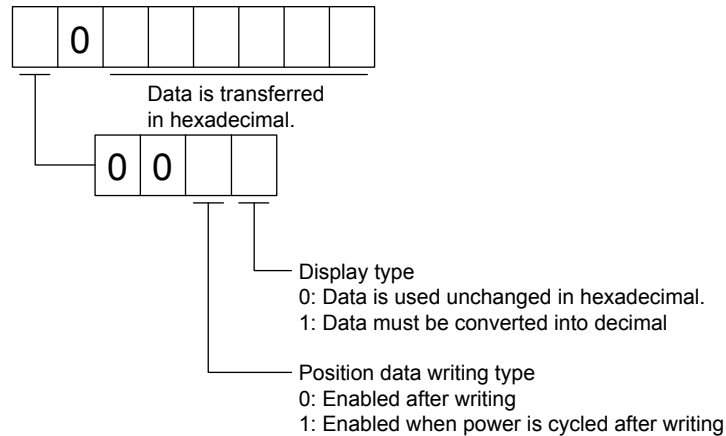 0
Data is transferred
in hexadecimal.
0 0
Display type
0: Data is used unchanged in hexadecimal.
1: Data must be converted into decimal
Position data writing type
0: Enabled after writing
1: Enabled when power is cycled after writing